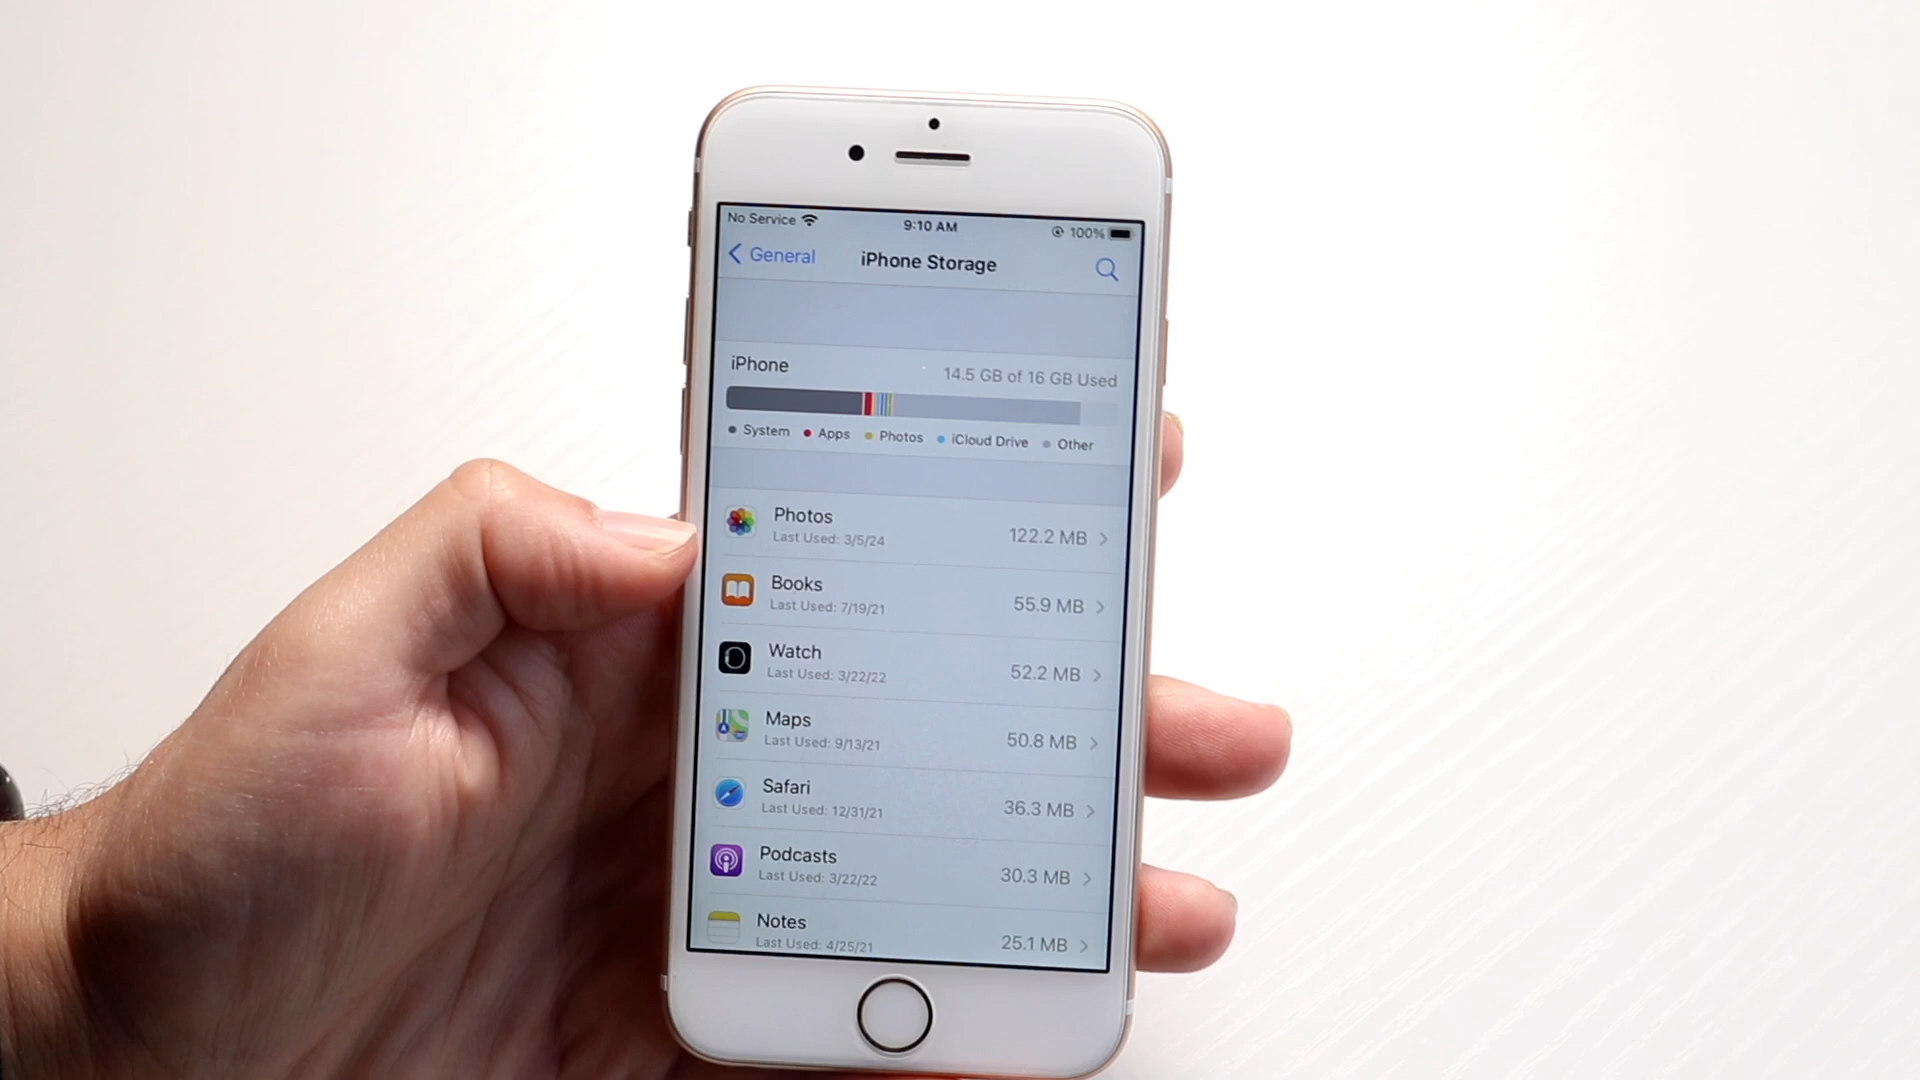 No Service 9:10 AM 100%
General iPhone Storage
iPhone 14.5 GB of 16 GB Used
System Apps Photos iCloud Drive Other
Photos 122.2 MB
Last Used: 3/5/24
Books 55.9 MB
Last Used: 7/19/21
Watch 52.2 MB
Last Used: 3/22/22
Maps 50.8 MB
Last Used: 9/13/21
Safari 36.3 MB
Last Used: 12/31/21
Podcasts 30.3 MB
Last Used: 3/22/22
Notes 25.1 MB
Last Used: 4/25/21